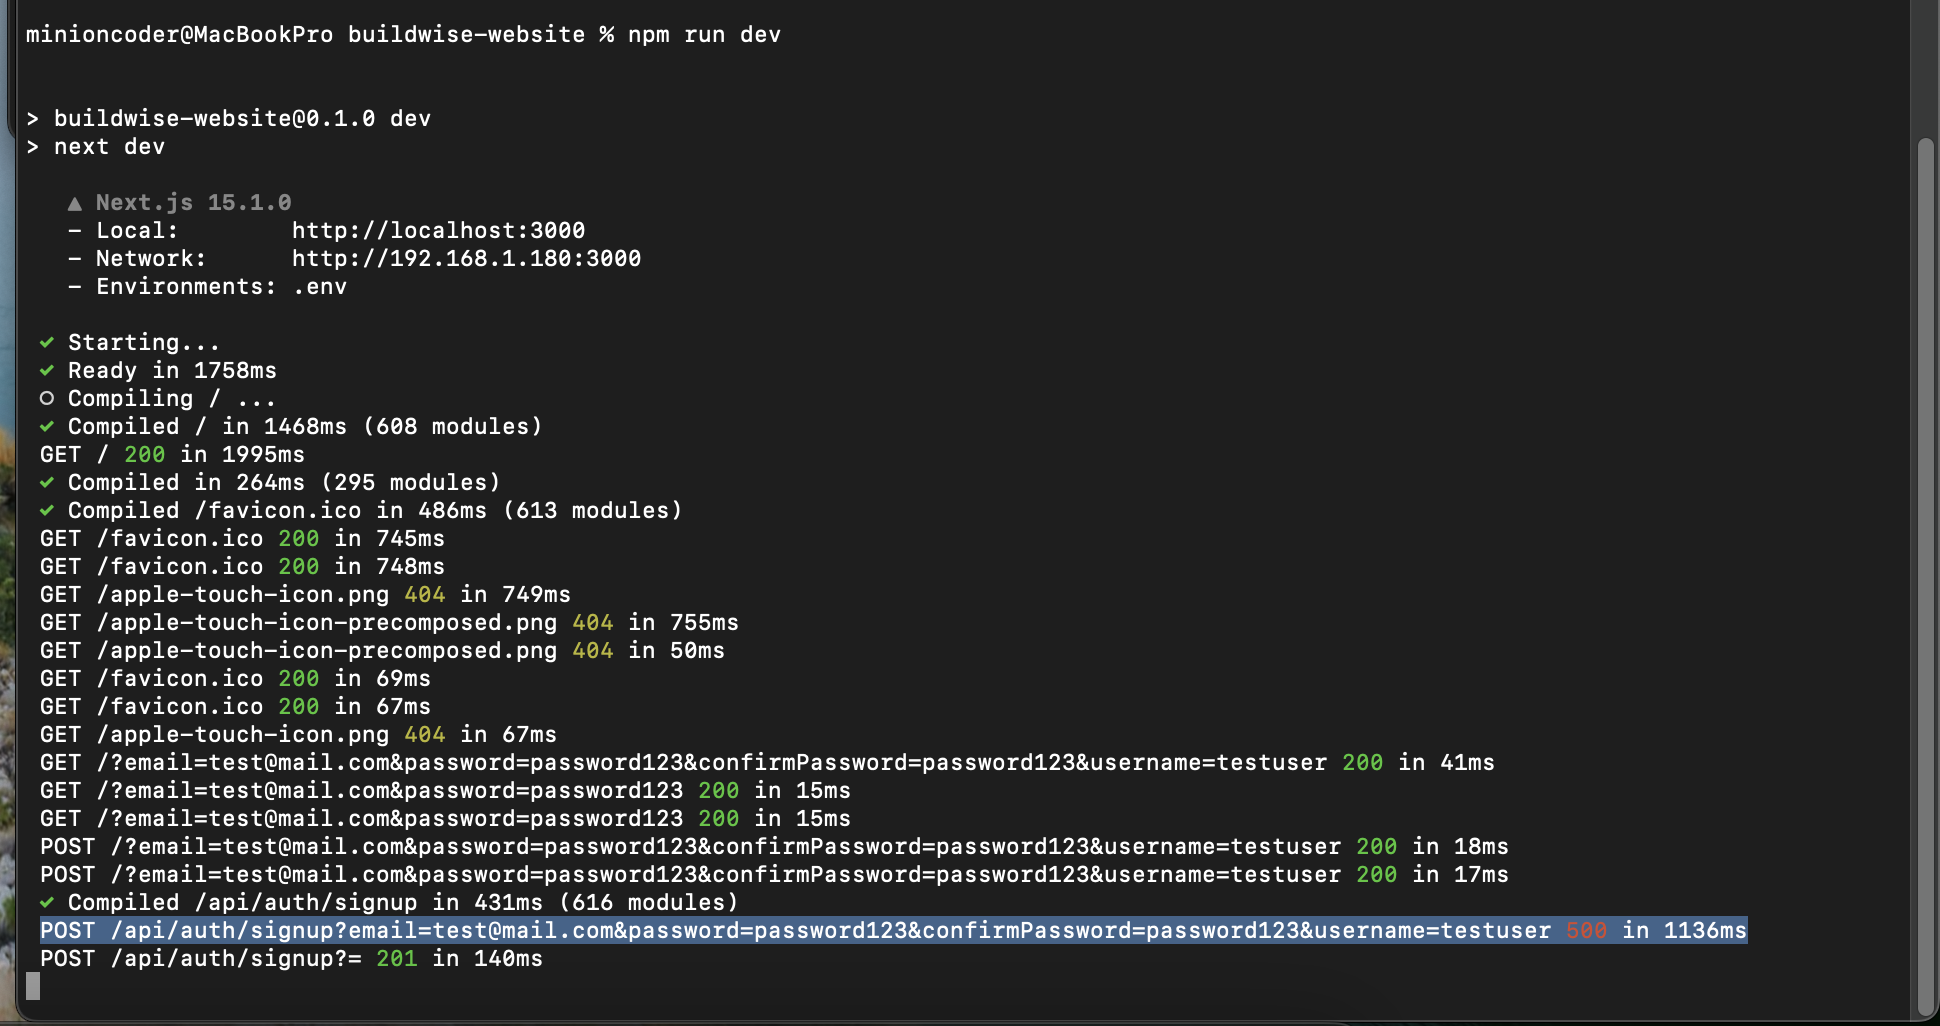 minioncoder@MacBookPro buildwise-website % npm run dev
> buildwise-website@0.1.0 dev
> next dev
▲ Next.js 15.1.0
- Local:        http://localhost:3000
- Network:      http://192.168.1.180:3000
- Environments: .env
✓ Starting...
✓ Ready in 1758ms
○ Compiling / ...
✓ Compiled / in 1468ms (608 modules)
GET / 200 in 1995ms
✓ Compiled in 264ms (295 modules)
✓ Compiled /favicon.ico in 486ms (613 modules)
GET /favicon.ico 200 in 745ms
GET /favicon.ico 200 in 748ms
GET /apple-touch-icon.png 404 in 749ms
GET /apple-touch-icon-precomposed.png 404 in 755ms
GET /apple-touch-icon-precomposed.png 404 in 50ms
GET /favicon.ico 200 in 69ms
GET /favicon.ico 200 in 67ms
GET /apple-touch-icon.png 404 in 67ms
GET /?email=test@mail.com&password=password123&confirmPassword=password123&username=testuser 200 in 41ms
GET /?email=test@mail.com&password=password123 200 in 15ms
GET /?email=test@mail.com&password=password123 200 in 15ms
POST /?email=test@mail.com&password=password123&confirmPassword=password123&username=testuser 200 in 18ms
POST /?email=test@mail.com&password=password123&confirmPassword=password123&username=testuser 200 in 17ms
✓ Compiled /api/auth/signup in 431ms (616 modules)
POST /api/auth/signup?email=test@mail.com&password=password123&confirmPassword=password123&username=testuser 500 in 1136ms
POST /api/auth/signup?= 201 in 140ms